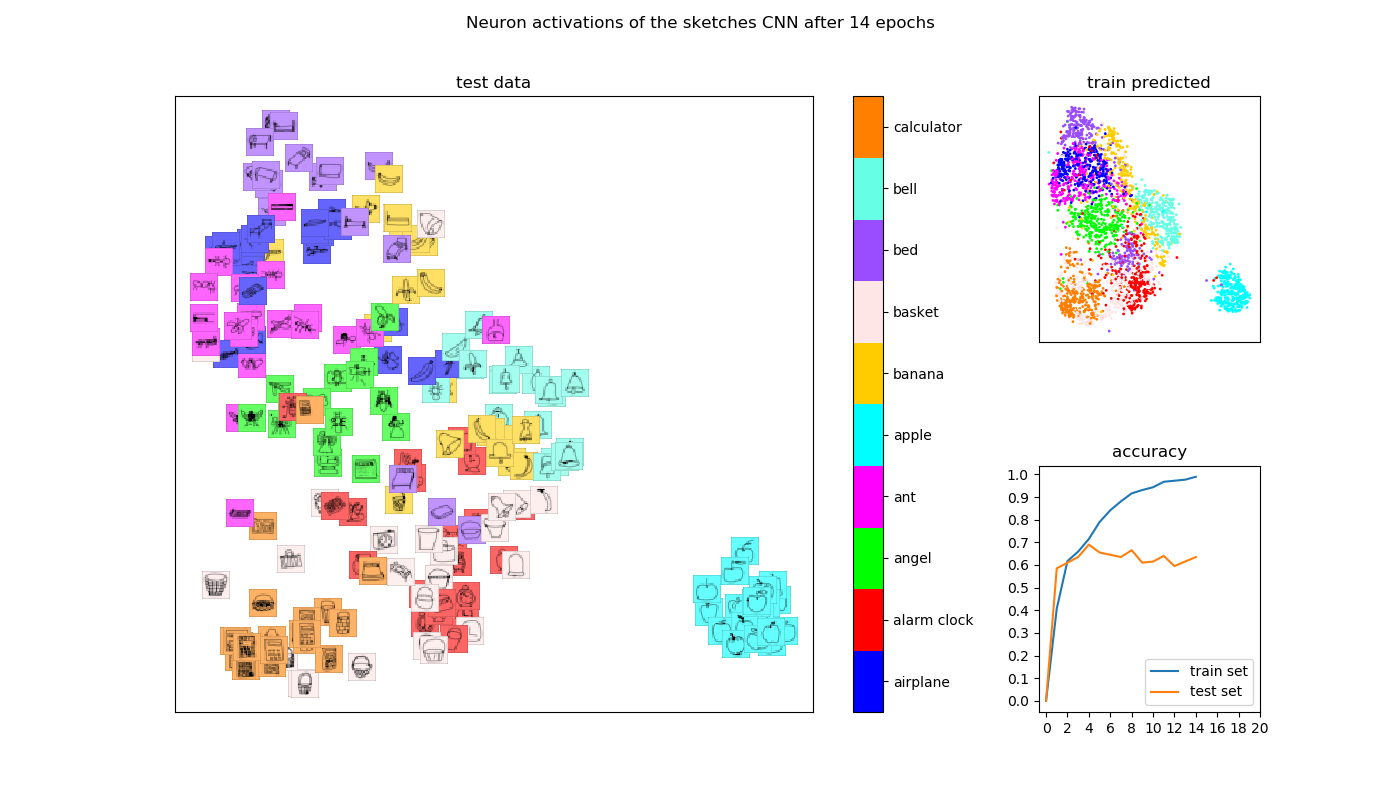 Neuron activations of the sketches CNN after 14 epochs
test data
calculator
bell
bed
basket
banana
apple
ant
angel
alarm clock
airplane
train predicted
accuracy
1.0
0.9
0.8
0.7
0.6
0.5
0.4
0.3
0.2
0.1
0.0
train set
test set
0 2 4 6 8 10 12 14 16 18 20